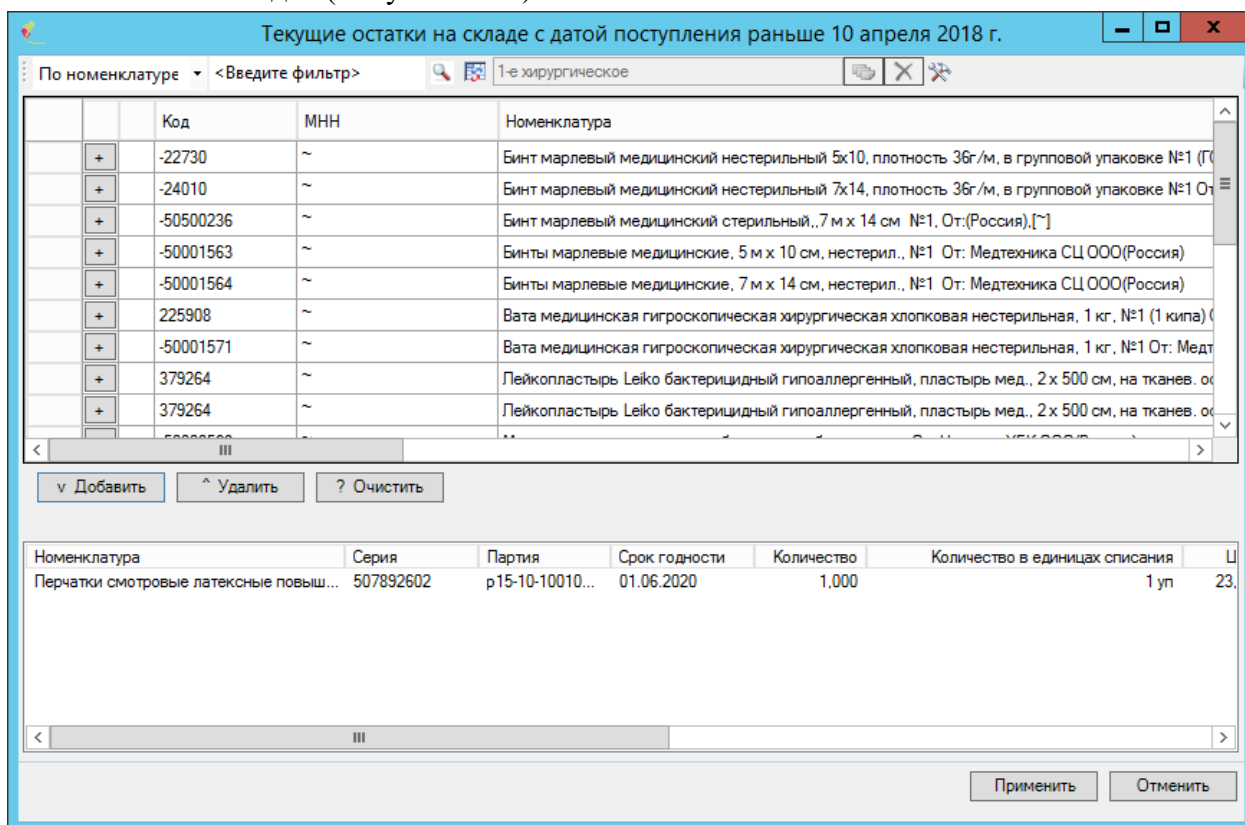 Текущие остатки на складе с датой поступления раньше 10 апреля 2018 г.
По номенклатуре <Введите фильтр> 1-е хирургическое
Код МНН Номенклатура
+ -22730 ~ Бинт марлевый медицинский нестерильный 5х10, плотность 36г/м, в групповой упаковке №1 (ГО
+ -24010 ~ Бинт марлевый медицинский нестерильный 7х14, плотность 36г/м, в групповой упаковке №1 От
+ -50500236 ~ Бинт марлевый медицинский стерильный,,7 м х 14 см №1, От:(Россия),[~]
+ -50001563 ~ Бинты марлевые медицинские, 5 м х 10 см, нестерил., №1 От: Медтехника СЦ ООО(Россия)
+ -50001564 ~ Бинты марлевые медицинские, 7 м х 14 см, нестерил., №1 От: Медтехника СЦ ООО(Россия)
+ 225908 ~ Вата медицинская гигроскопическая хирургическая хлопковая нестерильная, 1 кг, №1 (1 кипа)
+ -50001571 ~ Вата медицинская гигроскопическая хирургическая хлопковая нестерильная, 1 кг, №1 От: Медт
+ 379264 ~ Лейкопластырь Leiko бактерицидный гипоаллергенный, пластырь мед., 2 х 500 см, на тканев. ос
+ 379264 ~ Лейкопластырь Leiko бактерицидный гипоаллергенный, пластырь мед., 2 х 500 см, на тканев. ос
v Добавить ^ Удалить ? Очистить
Номенклатура Серия Партия Срок годности Количество Количество в единицах списания Ц
Перчатки смотровые латексные повыш... 507892602 р15-10-10010... 01.06.2020 1,000 1 уп 23,
Применить Отменить